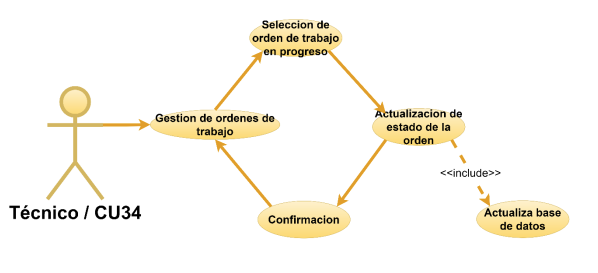 Seleccion de
orden de trabajo
en progreso
Gestion de ordenes de
trabajo
Actualizacion de
estado de la
orden
<<include>>
Técnico / CU34
Confirmacion
Actualiza base
de datos